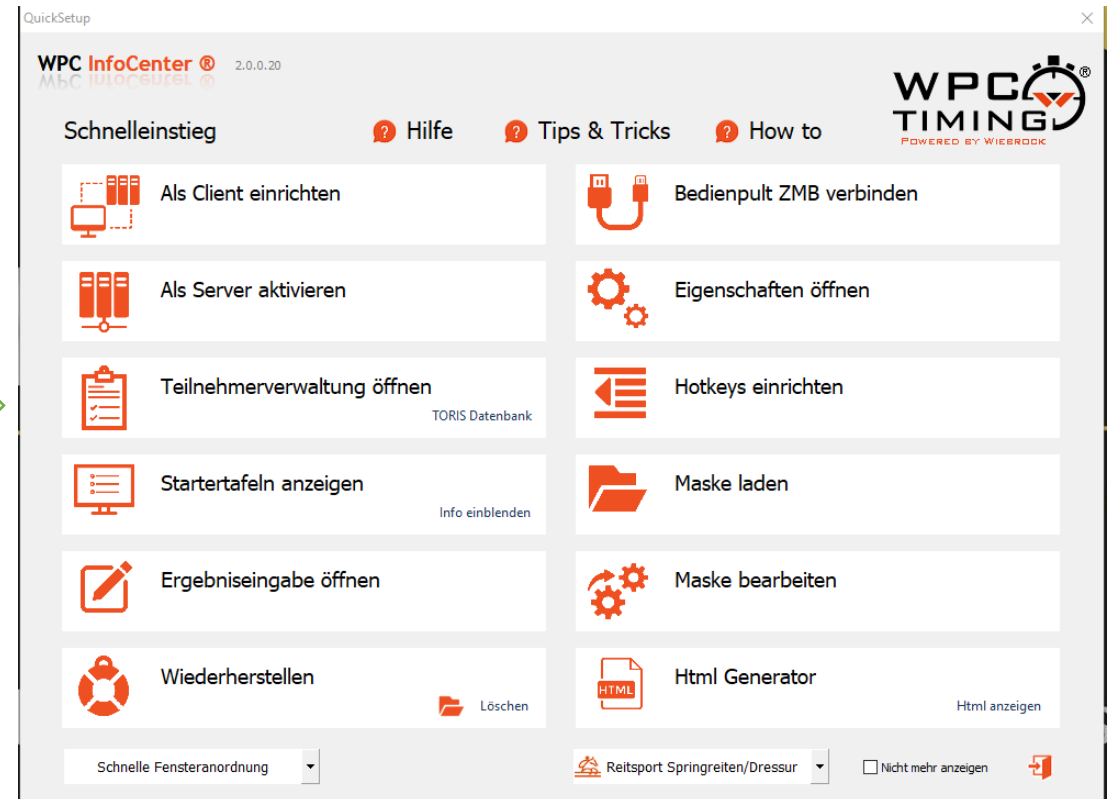 QuickSetup
WPC InfoCenter ® 2.0.0.20
WPC TIMING ®
POWERED BY WIEBROCK
Schnelleinstieg
? Hilfe
? Tips & Tricks
? How to
Als Client einrichten
Bedienpult ZMB verbinden
Als Server aktivieren
Eigenschaften öffnen
Teilnehmerverwaltung öffnen
TORIS Datenbank
Hotkeys einrichten
Startertafeln anzeigen
Info einblenden
Maske laden
Ergebniseingabe öffnen
Maske bearbeiten
Wiederherstellen
Löschen
HTML
Html Generator
Html anzeigen
Schnelle Fensteranordnung
Reitsport Springreiten/Dressur
Nicht mehr anzeigen